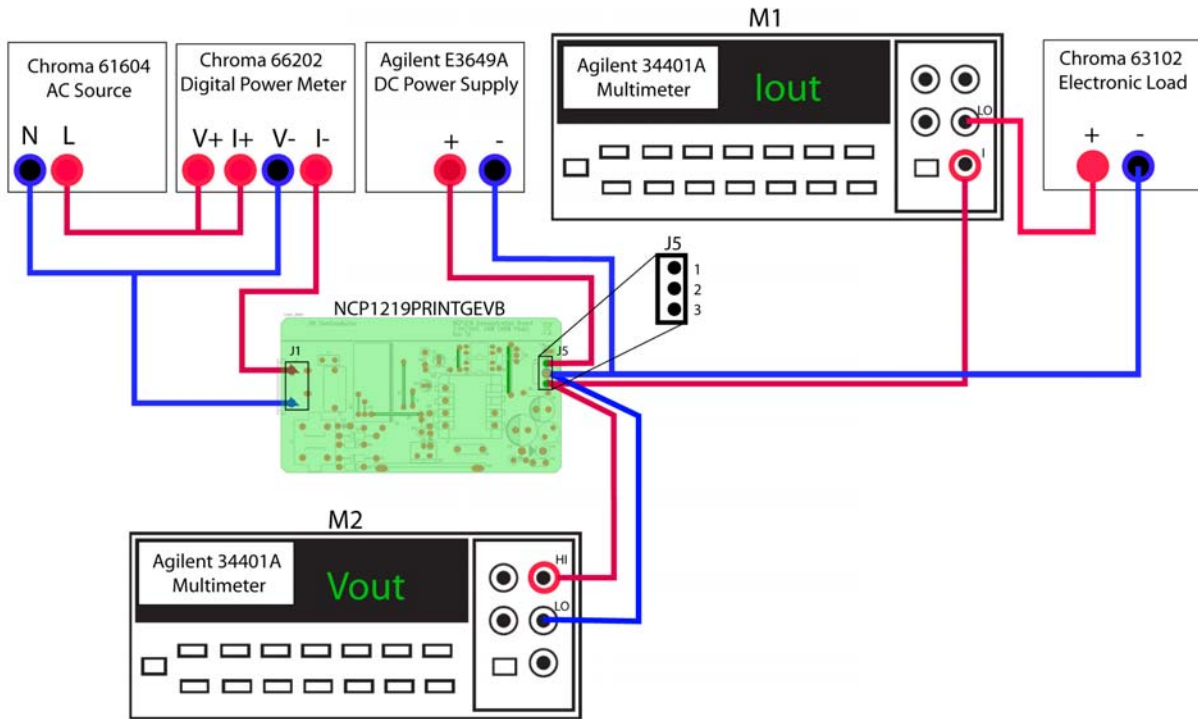 M1
Chroma 61604
AC Source
N L
Chroma 66202
Digital Power Meter
V+ I+ V- I-
Agilent E3649A
DC Power Supply
+ -
Agilent 34401A
Multimeter
Iout
LO
I
Chroma 63102
Electronic Load
+ -
J5
1
2
3
NCP1219PRINTGEVB
J1
J5
M2
Agilent 34401A
Multimeter
Vout
HI
LO